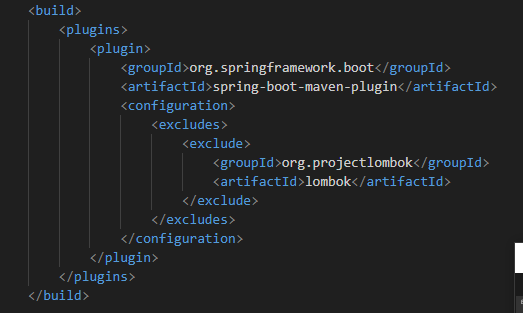 <build>
<plugins>
<plugin>
<groupId>org.springframework.boot</groupId>
<artifactId>spring-boot-maven-plugin</artifactId>
<configuration>
<excludes>
<exclude>
<groupId>org.projectlombok</groupId>
<artifactId>lombok</artifactId>
</exclude>
</excludes>
</configuration>
</plugin>
</plugins>
</build>